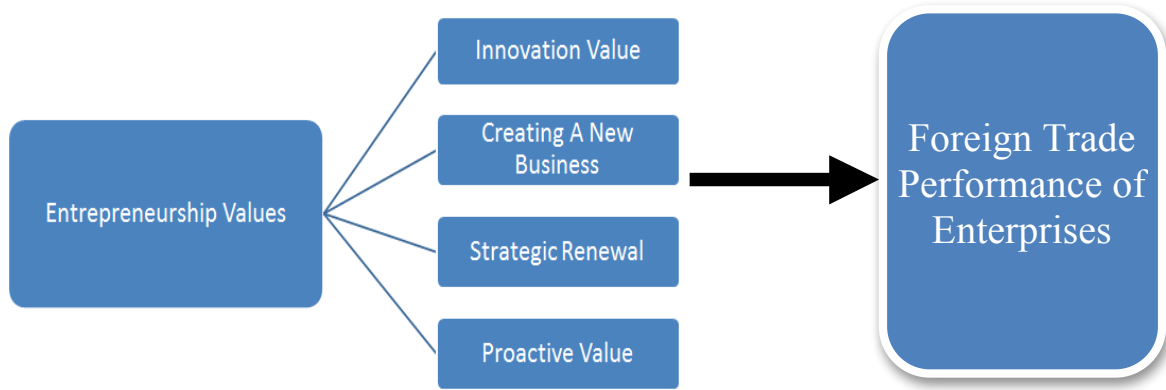 Entrepreneurship Values
Innovation Value
Creating A New
Business
Strategic Renewal
Proactive Value
Foreign Trade
Performance of
Enterprises